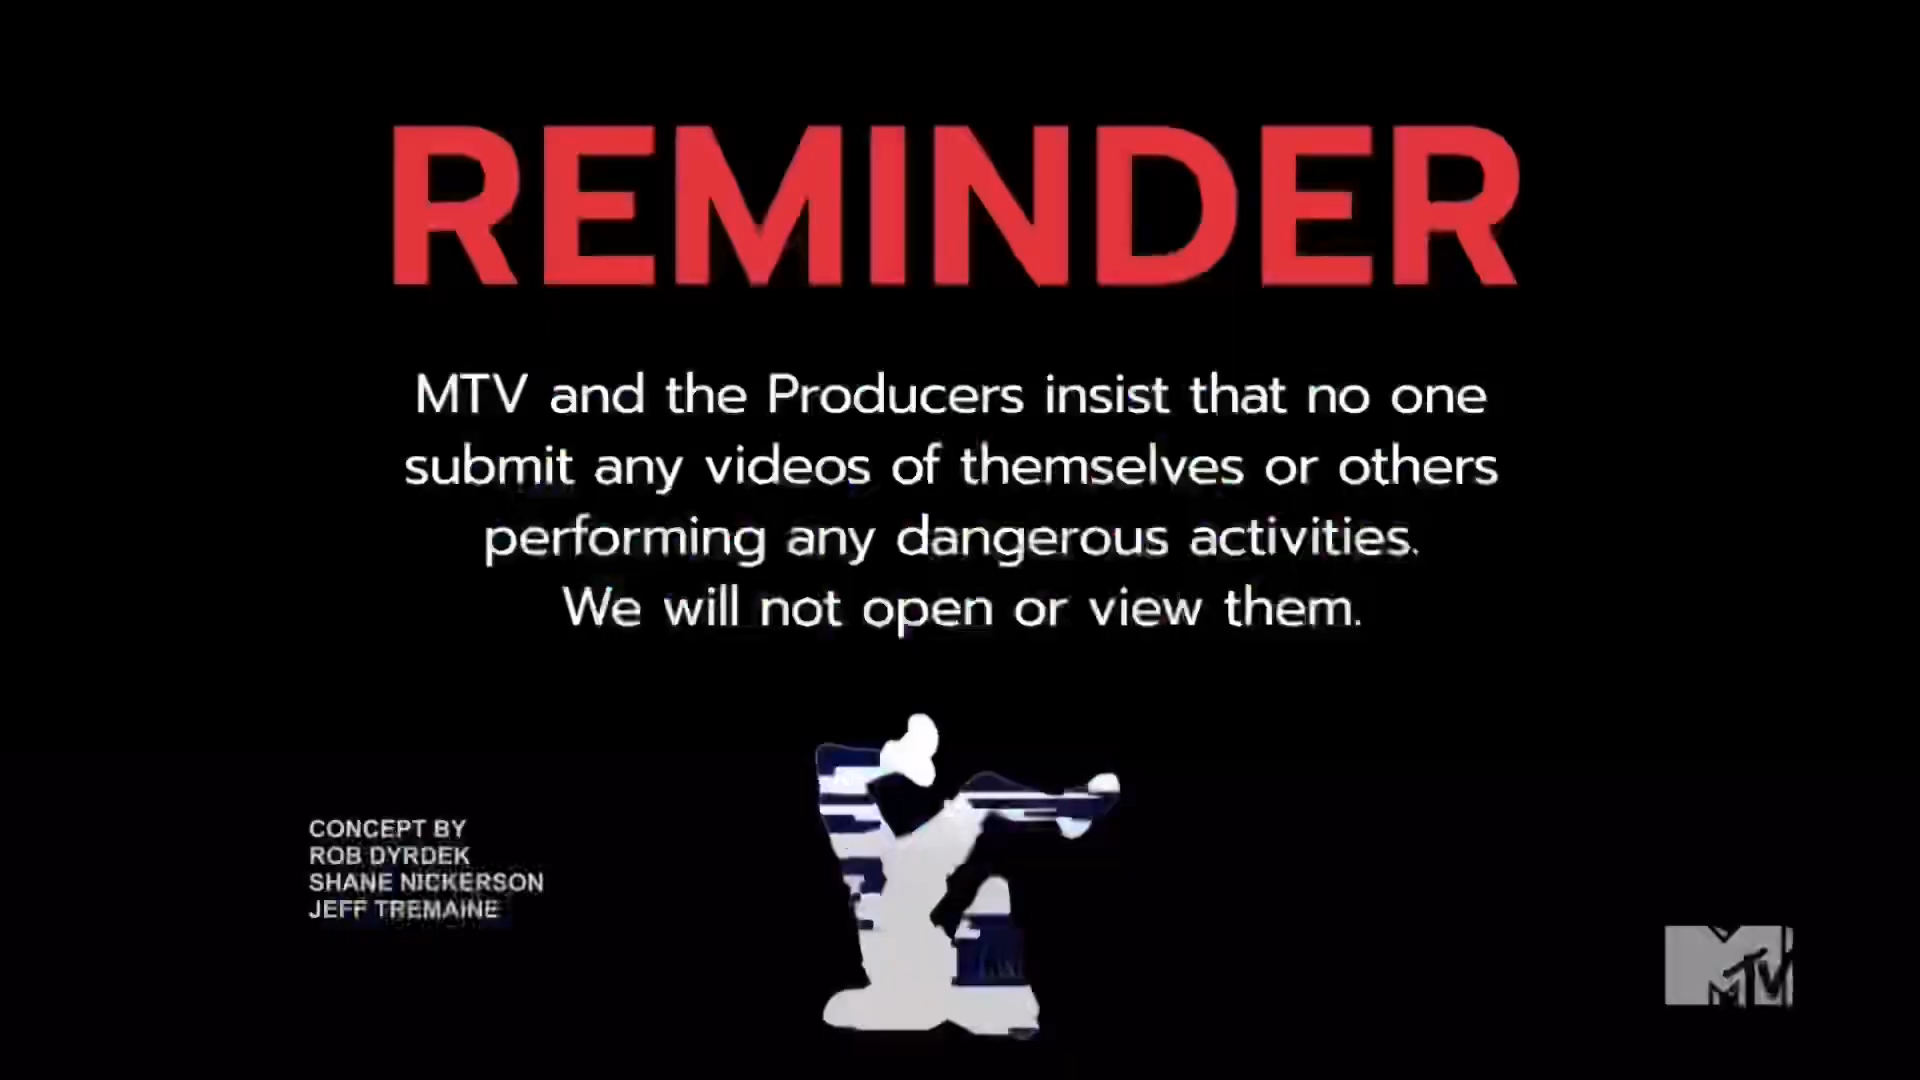 REMINDER
MTV and the Producers insist that no one
submit any videos of themselves or others
performing any dangerous activities.
We will not open or view them.
CONCEPT BY
ROB DYRDEK
SHANE NICKERSON
JEFF TREMAINE
MTV